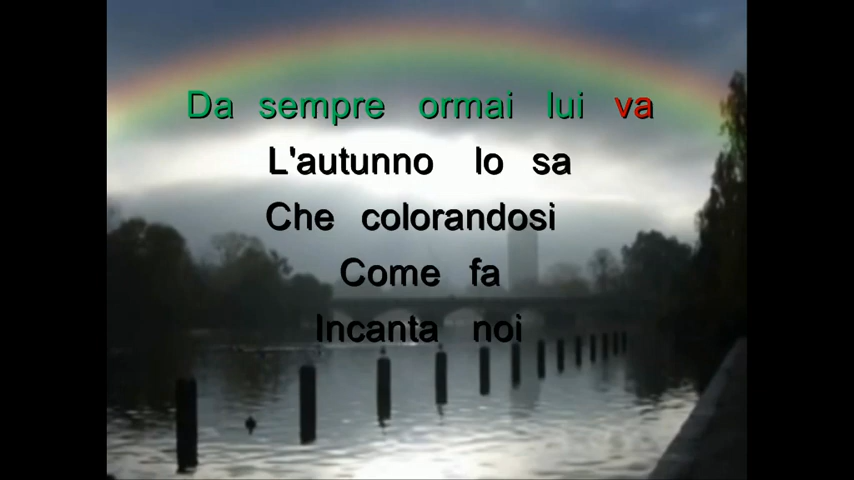 Da sempre ormai lui va
L'autunno lo sa
Che colorandosi
Come fa
Incanta noi